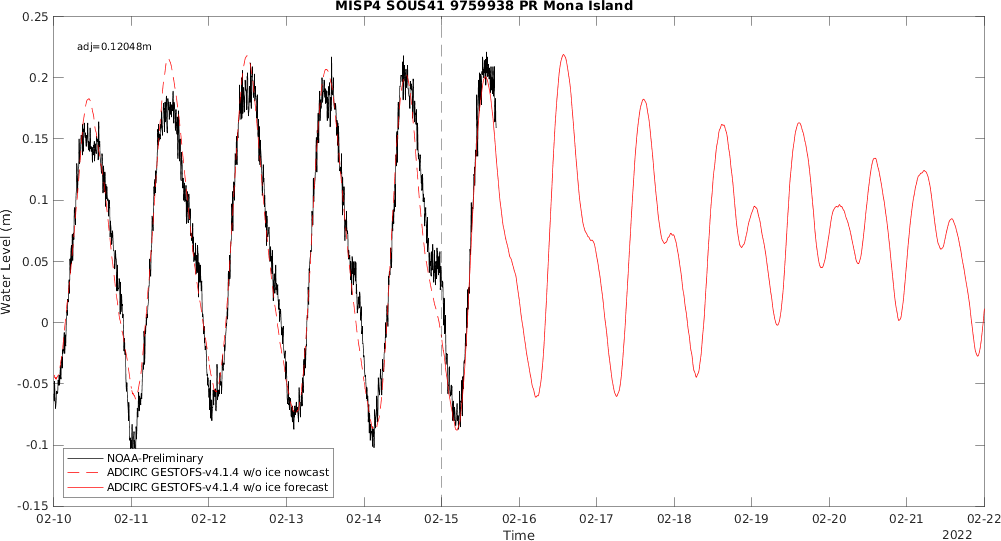 MISP4 SOUS41 9759938 PR Mona Island
adj=0.12048m
0.25
0.2
0.15
0.1
0.05
0
-0.05
-0.1
-0.15
Water Level (m)
NOAA-Preliminary
ADCIRC GESTOFS-v4.1.4 w/o ice nowcast
ADCIRC GESTOFS-v4.1.4 w/o ice forecast
02-10 02-11 02-12 02-13 02-14 02-15 02-16 02-17 02-18 02-19 02-20 02-21 02-22
Time
2022